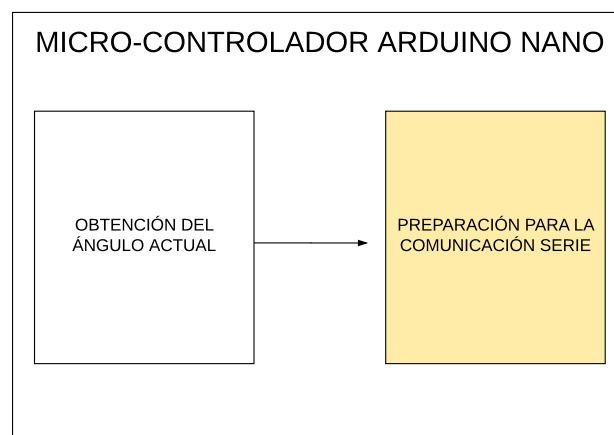 MICRO-CONTROLADOR ARDUINO NANO
OBTENCIÓN DEL
ÁNGULO ACTUAL
PREPARACIÓN PARA LA
COMUNICACIÓN SERIE